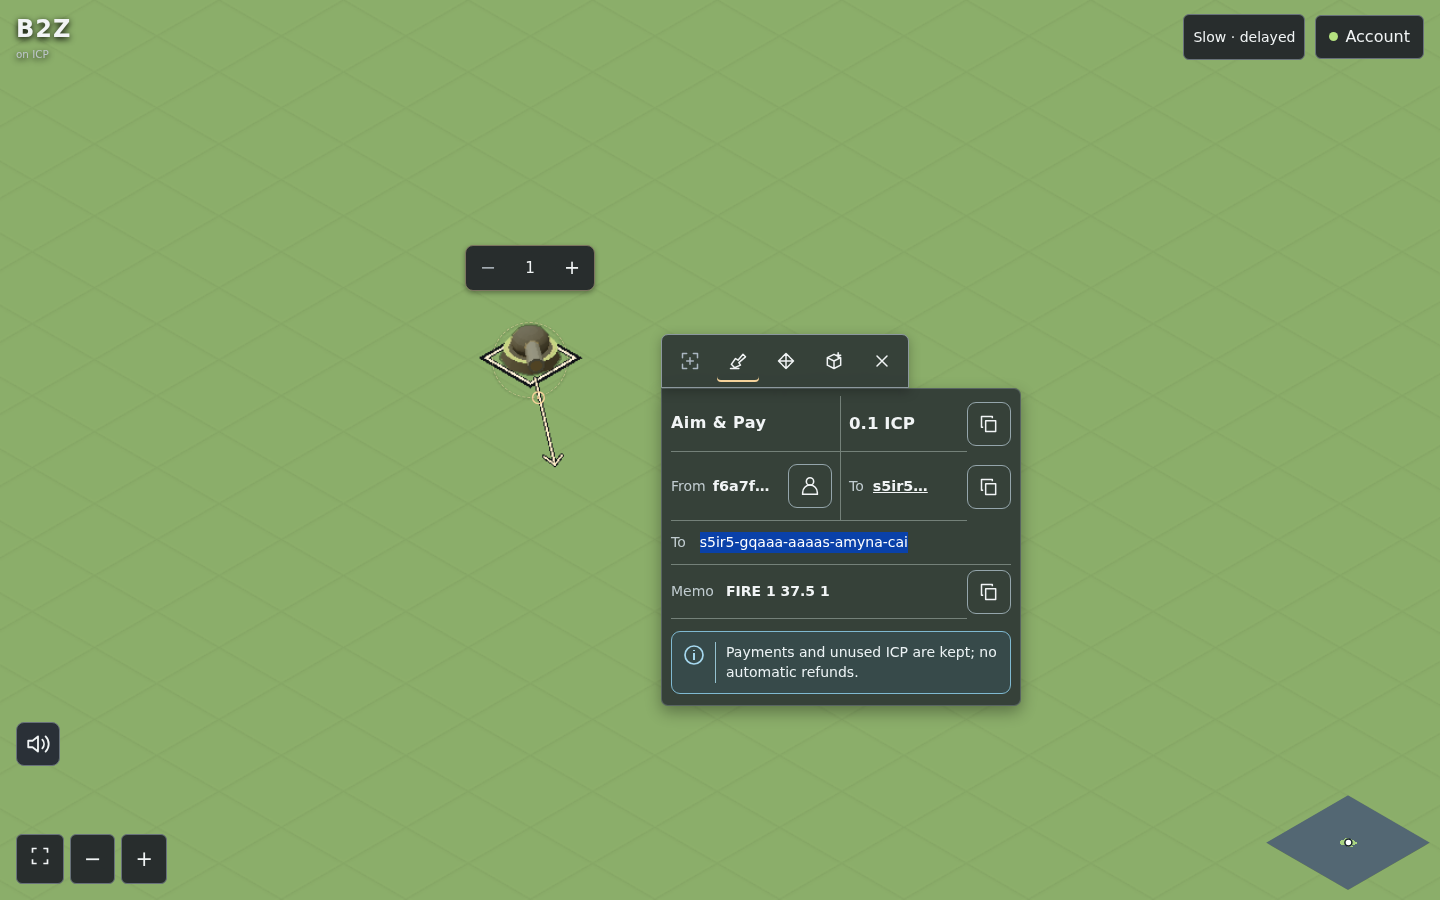 B2Z
on ICP
Slow · delayed
Account
− 1 +
Aim & Pay
0.1 ICP
From f6a7f…
To s5ir5…
To s5ir5-gqaaa-aaaas-amyna-cai
Memo FIRE 1 37.5 1
Payments and unused ICP are kept; no
automatic refunds.
− +